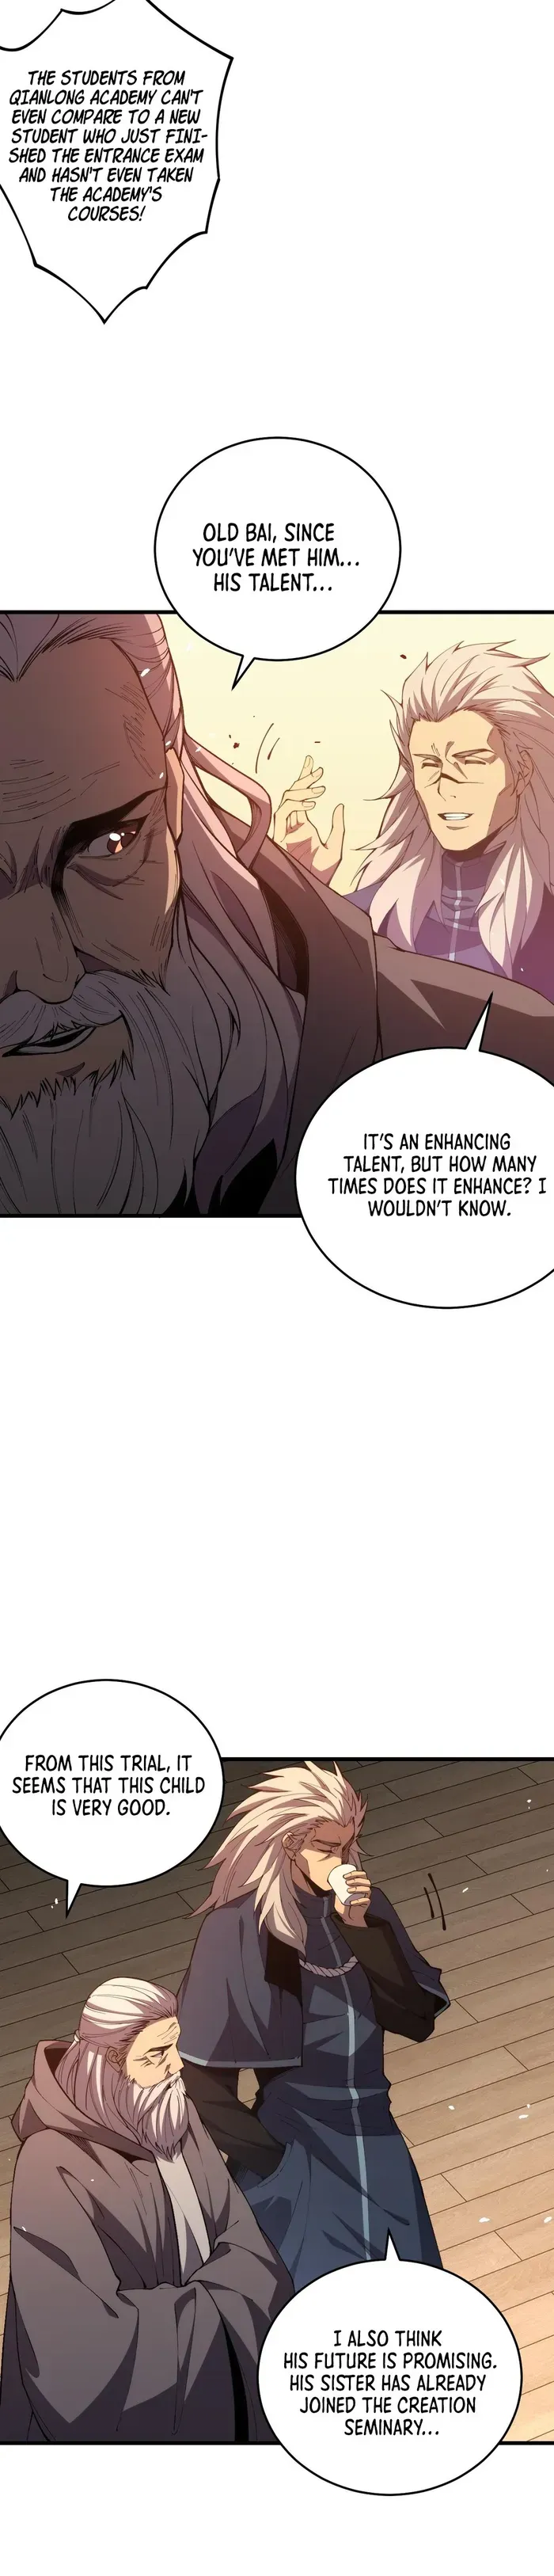 THE STUDENTS FROM
QIANLONG ACADEMY CAN'T
EVEN COMPARE TO A NEW
STUDENT WHO JUST FINI-
SHED THE ENTRANCE EXAM
AND HASN'T EVEN TAKEN
THE ACADEMY'S
COURSES!
OLD BAI, SINCE
YOU'VE MET HIM...
HIS TALENT...
IT'S AN ENHANCING
TALENT, BUT HOW MANY
TIMES DOES IT ENHANCE? I
WOULDN'T KNOW.
FROM THIS TRIAL, IT
SEEMS THAT THIS CHILD
IS VERY GOOD.
I ALSO THINK
HIS FUTURE IS PROMISING.
HIS SISTER HAS ALREADY
JOINED THE CREATION
SEMINARY...